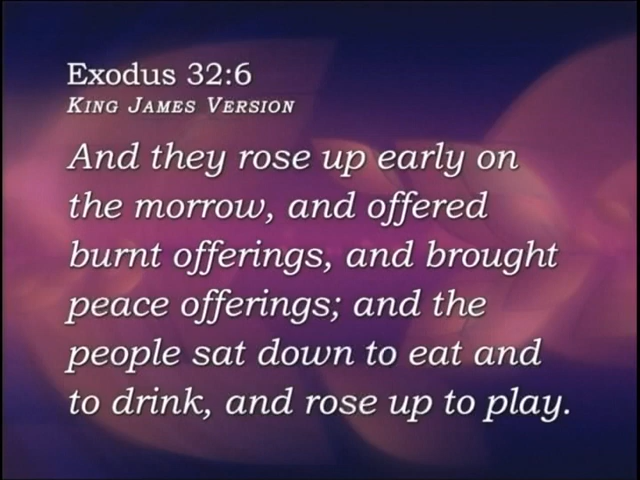 Exodus 32:6
King James Version
And they rose up early on
the morrow, and offered
burnt offerings, and brought
peace offerings; and the
people sat down to eat and
to drink, and rose up to play.